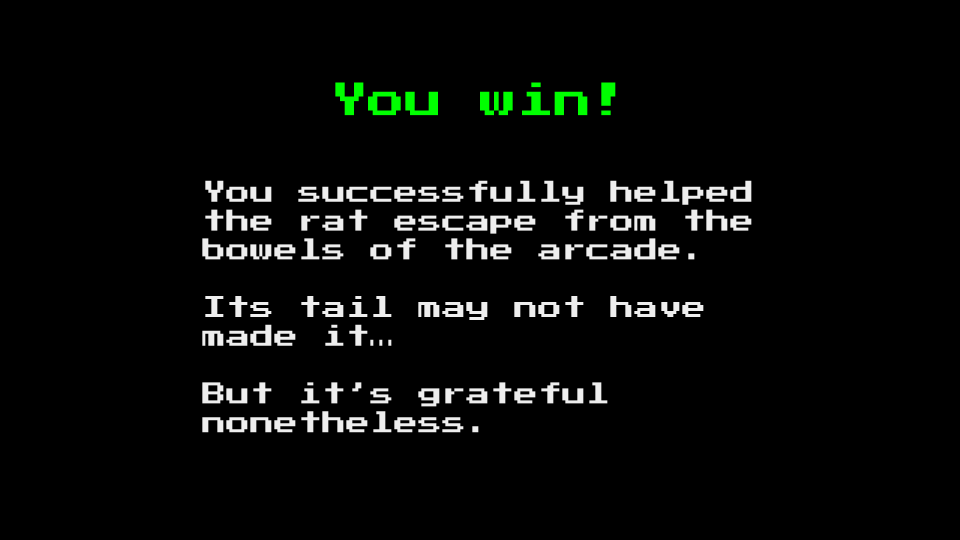 You win!
You successfully helped
the rat escape from the
bowels of the arcade.
Its tail may not have
made it…
But it's grateful
nonetheless.